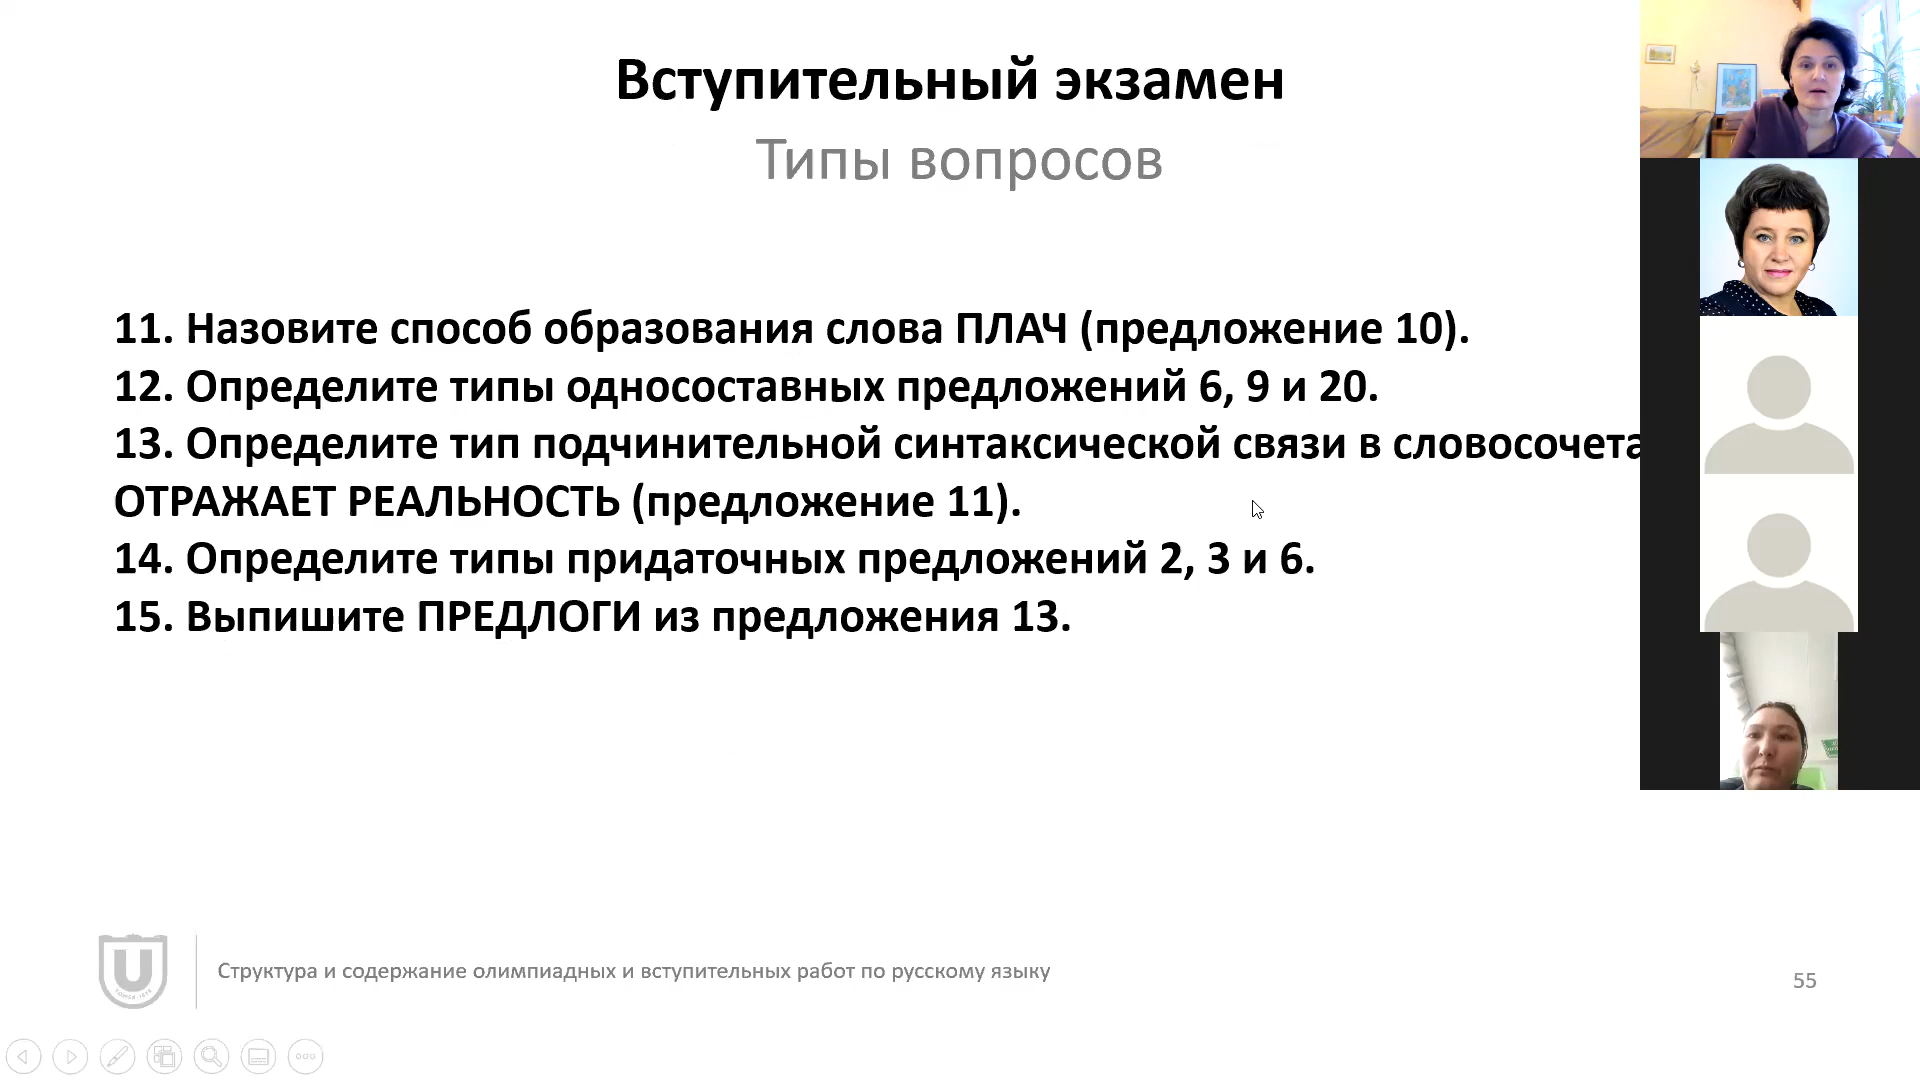 Вступительный экзамен
Типы вопросов
11. Назовите способ образования слова ПЛАЧ (предложение 10).
12. Определите типы односоставных предложений 6, 9 и 20.
13. Определите тип подчинительной синтаксической связи в словосочета
ОТРАЖАЕТ РЕАЛЬНОСТЬ (предложение 11).
14. Определите типы придаточных предложений 2, 3 и 6.
15. Выпишите ПРЕДЛОГИ из предложения 13.
U
Структура и содержание олимпиадных и вступительных работ по русскому языку
55